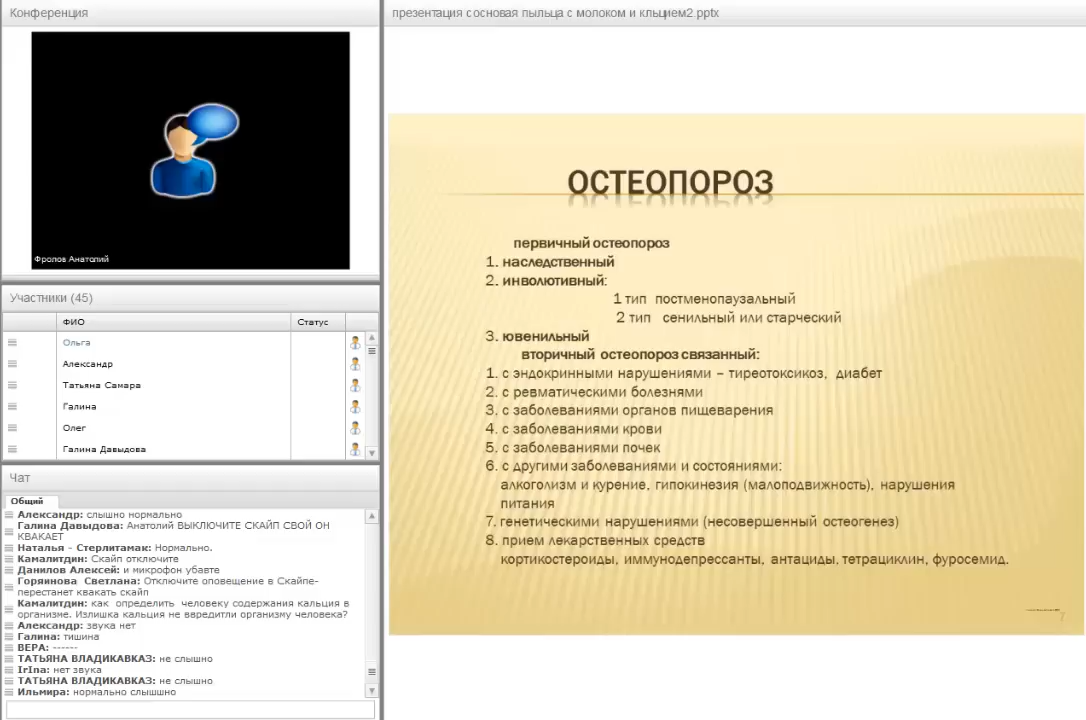 Конференция
Фролов Анатолий
Участники (45)
ФИО Статус
Ольга
Александр
Татьяна Самара
Галина
Олег
Галина Давыдова
Чат
Общий
Александр: слышно нормально
Галина Давыдова: Анатолий ВЫКЛЮЧИТЕ СКАЙП СВОЙ ОН
КВАКАЕТ
Наталья - Стерлитамак: Нормально.
Камалитдин: Скайп отключите
Данилов Алексей: и микрофон убавте
Горяинова Светлана: Отключите оповещение в Скайпе-
перестанет квакать скайп
Камалитдин: как определить человеку содержания кальция в
организме. Излишка кальция не ввредитли организму человека?
Александр: звука нет
Галина: тишина
ВЕРА: ------
ТАТЬЯНА ВЛАДИКАВКАЗ: не слышно
IrIna: нет звука
ТАТЬЯНА ВЛАДИКАВКАЗ: не слышно
Ильмира: нормально слышшно
презентация сосновая пыльца с молоком и кльцием2.pptx
ОСТЕОПОРОЗ
первичный остеопороз
1. наследственный
2. инволютивный:
1 тип постменопаузальный
2 тип сенильный или старческий
3. ювенильный
вторичный остеопороз связанный:
1. с эндокринными нарушениями – тиреотоксикоз, диабет
2. с ревматическими болезнями
3. с заболеваниями органов пищеварения
4. с заболеваниями крови
5. с заболеваниями почек
6. с другими заболеваниями и состояниями:
алкоголизм и курение, гипокинезия (малоподвижность), нарушения
питания
7. генетическими нарушениями (несовершенный остеогенез)
8. прием лекарственных средств
кортикостероиды, иммунодепрессанты, антациды, тетрациклин, фуросемид.
7